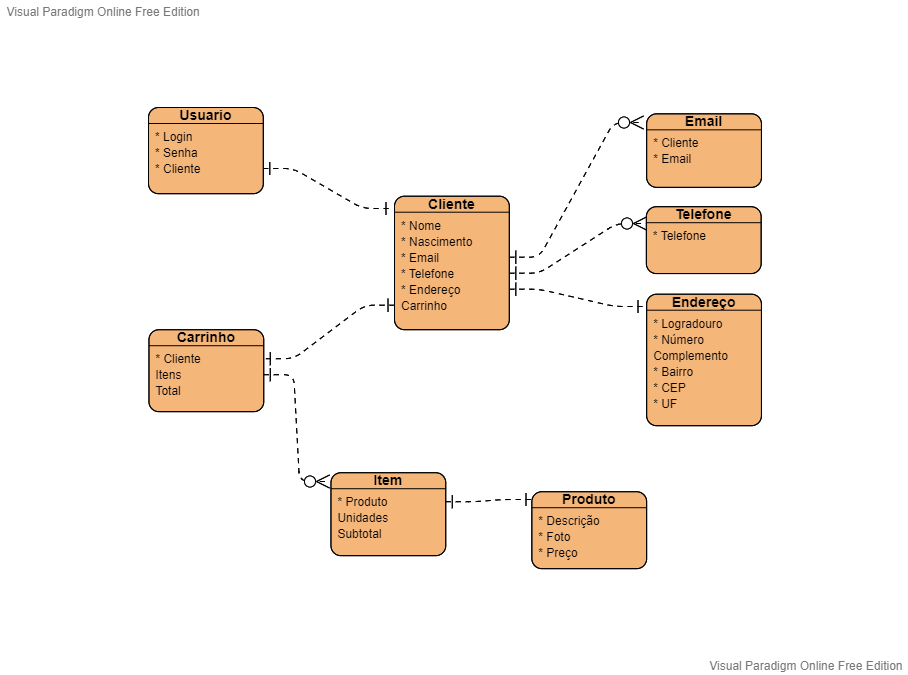 Visual Paradigm Online Free Edition
Usuario
* Login
* Senha
* Cliente
Cliente
* Nome
* Nascimento
* Email
* Telefone
* Endereço
Carrinho
Email
* Cliente
* Email
Telefone
* Telefone
Endereço
* Logradouro
* Número
Complemento
* Bairro
* CEP
* UF
Carrinho
* Cliente
Itens
Total
Item
* Produto
Unidades
Subtotal
Produto
* Descrição
* Foto
* Preço
Visual Paradigm Online Free Edition